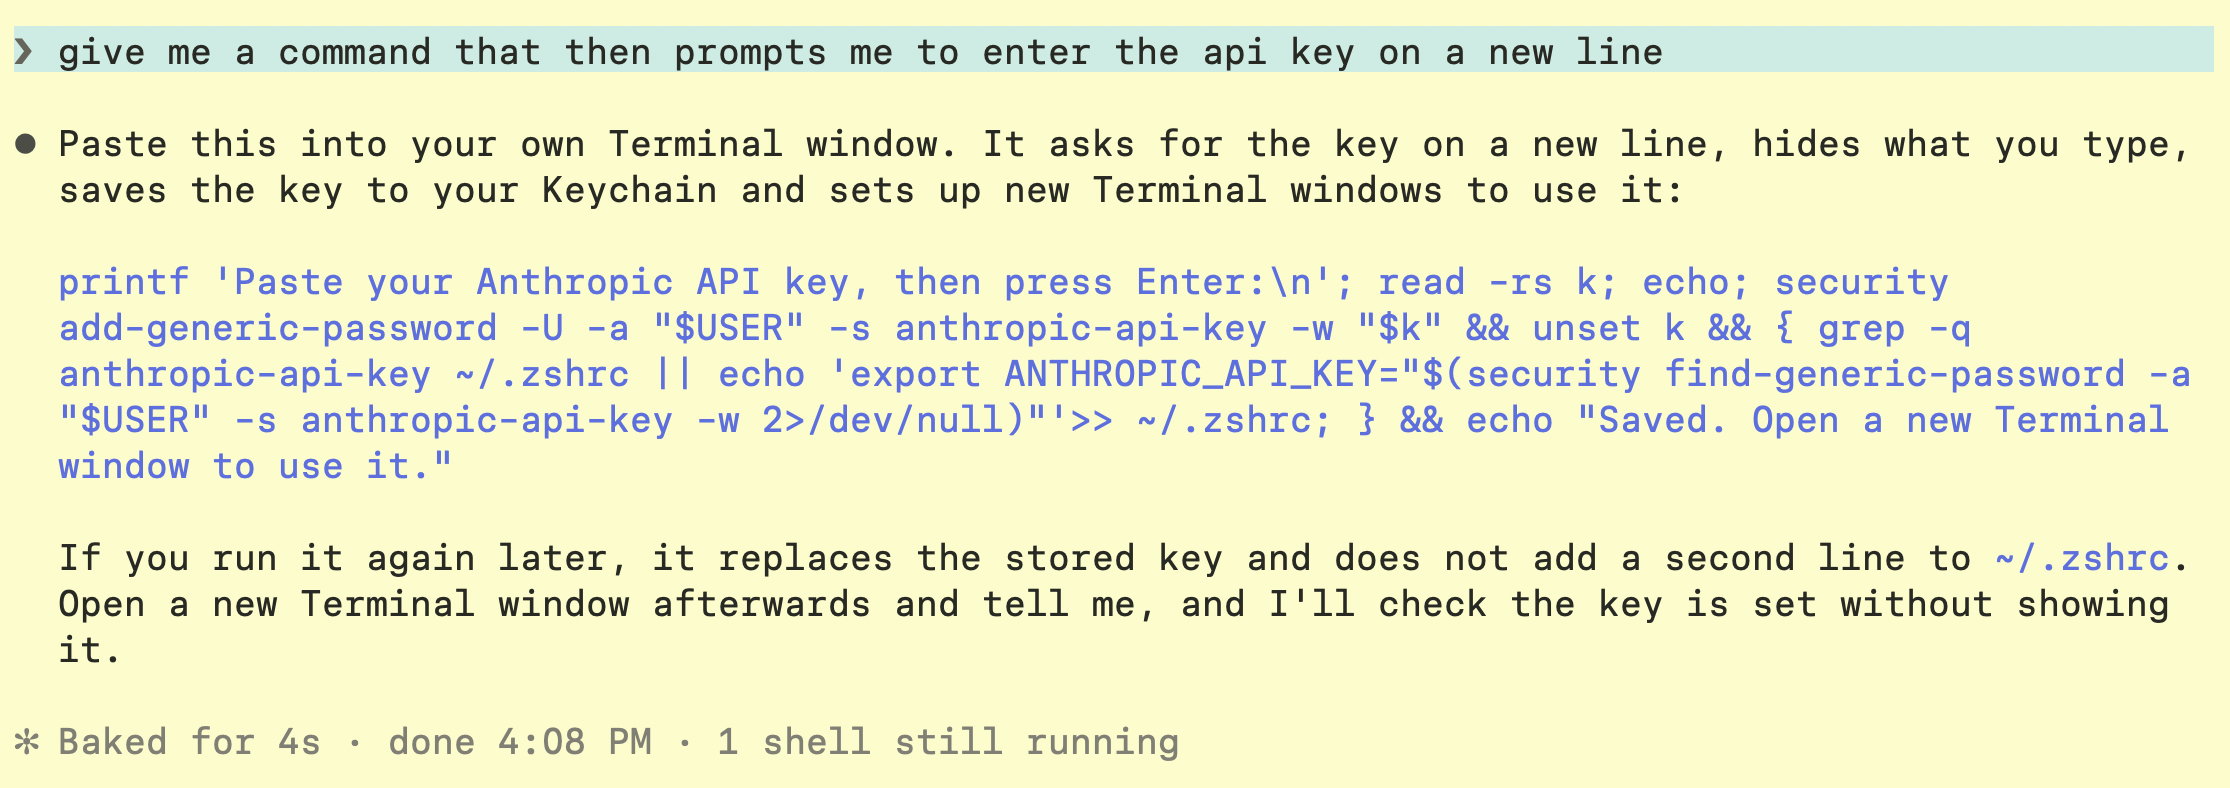 ❯ give me a command that then prompts me to enter the api key on a new line
● Paste this into your own Terminal window. It asks for the key on a new line, hides what you type,
saves the key to your Keychain and sets up new Terminal windows to use it:
printf 'Paste your Anthropic API key, then press Enter:\n'; read -rs k; echo; security
add-generic-password -U -a "$USER" -s anthropic-api-key -w "$k" && unset k && { grep -q
anthropic-api-key ~/.zshrc || echo 'export ANTHROPIC_API_KEY="$(security find-generic-password -a
"$USER" -s anthropic-api-key -w 2>/dev/null)"'>> ~/.zshrc; } && echo "Saved. Open a new Terminal
window to use it."
If you run it again later, it replaces the stored key and does not add a second line to ~/.zshrc.
Open a new Terminal window afterwards and tell me, and I'll check the key is set without showing
it.
✻ Baked for 4s · done 4:08 PM · 1 shell still running